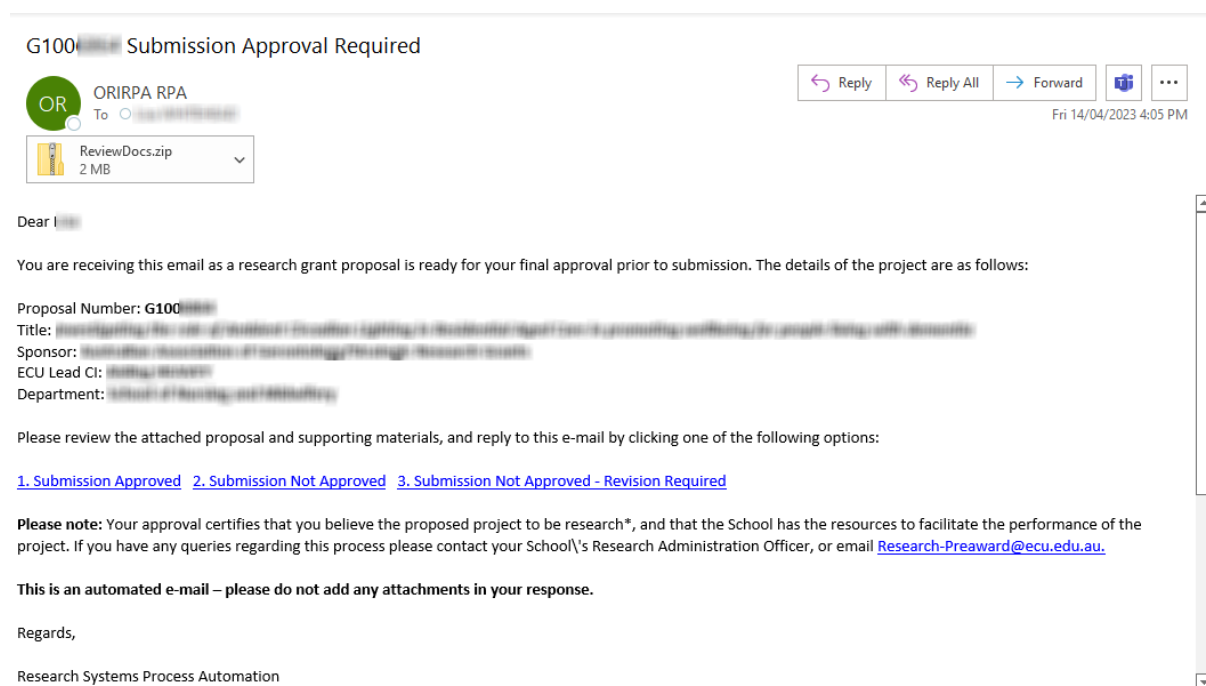 G100 Submission Approval Required
OR
ORIRPA RPA
To
Reply
Reply All
Forward
Fri 14/04/2023 4:05 PM
ReviewDocs.zip
2 MB
Dear
You are receiving this email as a research grant proposal is ready for your final approval prior to submission. The details of the project are as follows:
Proposal Number: G100
Title:
Sponsor:
ECU Lead CI:
Department:
Please review the attached proposal and supporting materials, and reply to this e-mail by clicking one of the following options:
1. Submission Approved 2. Submission Not Approved 3. Submission Not Approved - Revision Required
Please note: Your approval certifies that you believe the proposed project to be research*, and that the School has the resources to facilitate the performance of the
project. If you have any queries regarding this process please contact your School\'s Research Administration Officer, or email Research-Preaward@ecu.edu.au.
This is an automated e-mail – please do not add any attachments in your response.
Regards,
Research Systems Process Automation